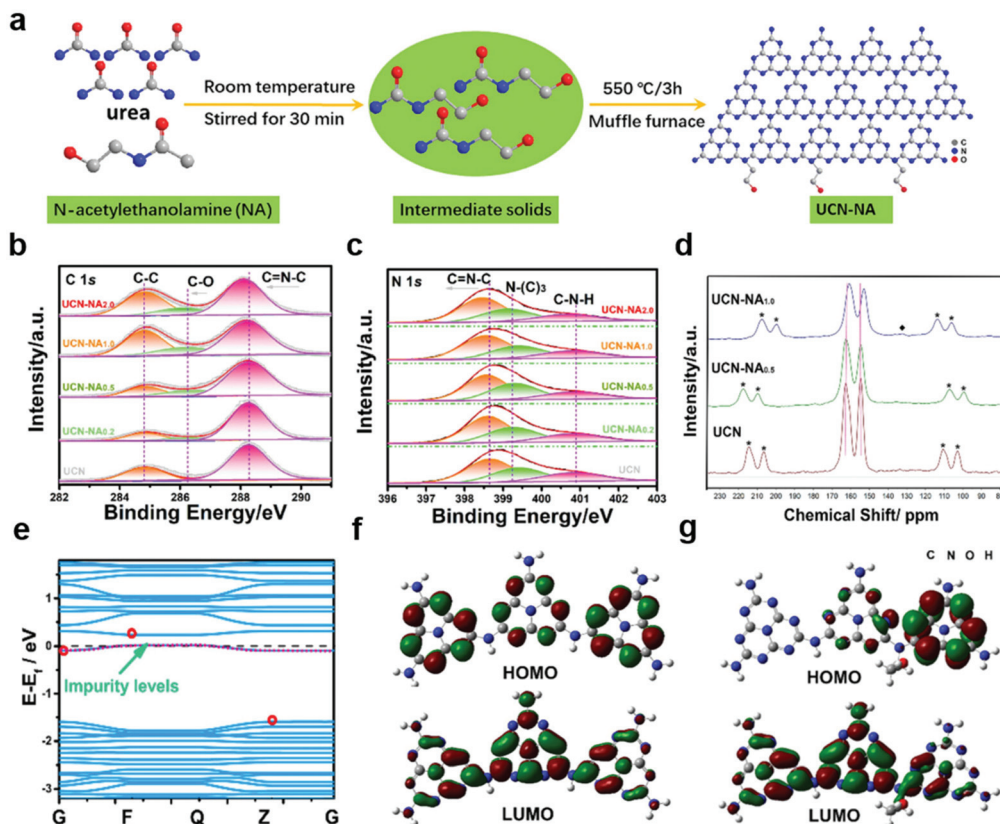 a
urea
Room temperature
Stirred for 30 min
550 °C/3h
Muffle furnace
C
N
O
N-acetylethanolamine (NA)
Intermediate solids
UCN-NA
b
C 1s
C-C
C-O
C=N-C
UCN-NA2.0
UCN-NA1.0
UCN-NA0.5
UCN-NA0.2
UCN
Intensity/a.u.
282 284 286 288 290
Binding Energy/eV
c
N 1s
C=N-C
N-(C)3
C-N-H
UCN-NA2.0
UCN-NA1.0
UCN-NA0.5
UCN-NA0.2
UCN
Intensity/a.u.
396 397 398 399 400 401 402 403
Binding Energy/eV
d
UCN-NA1.0
UCN-NA0.5
UCN
Intensity/a.u.
220 210 200 190 180 170 160 150 140 130 120 110 100 90
Chemical Shift/ ppm
e
1
0
-1
-2
-3
E-Ef / eV
Impurity levels
G F Q Z G
f
HOMO
LUMO
g
C N O H
HOMO
LUMO